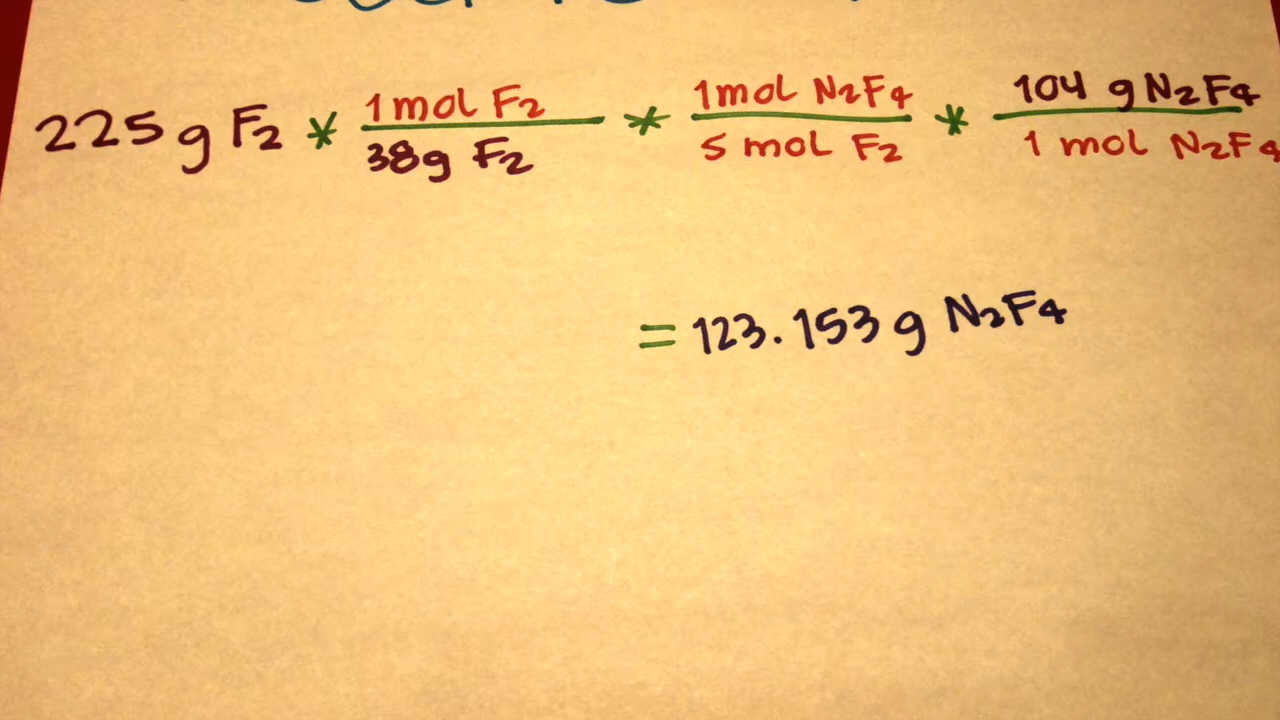 225 g F₂ * 1 mol F₂ / 38g F₂ * 1 mol N₂F₄ / 5 mol F₂ * 104 g N₂F₄ / 1 mol N₂F₄
= 123.153 g N₂F₄